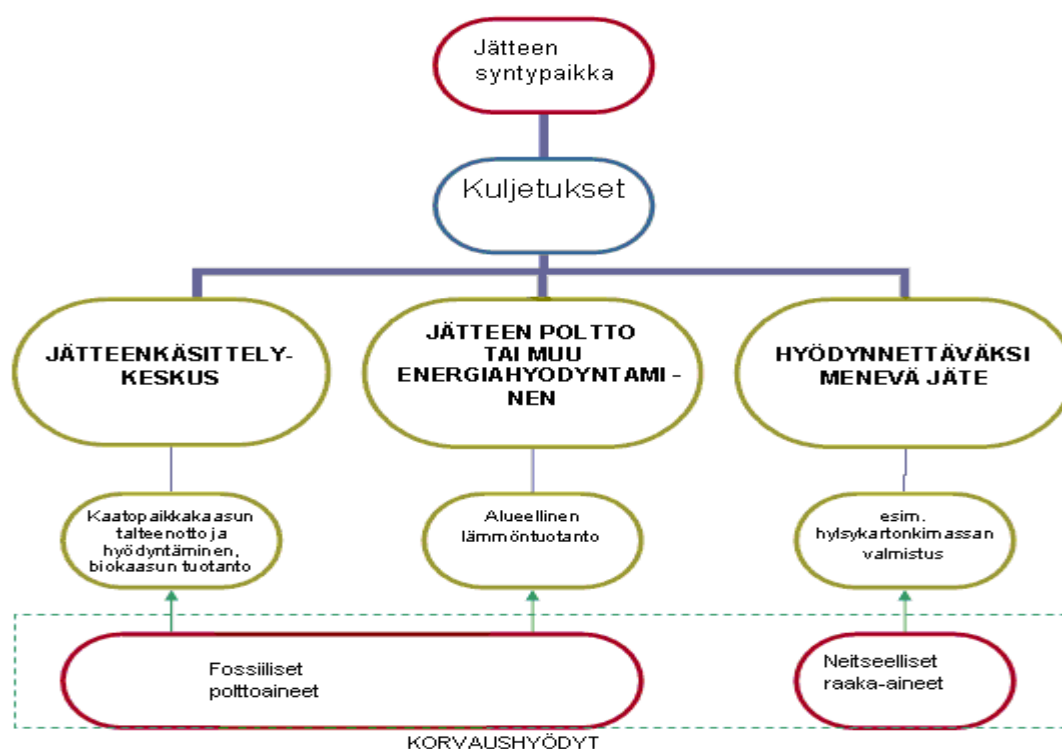 Jätteen
syntypaikka
Kuljetukset
JÄTTEENKÄSITTELY-
KESKUS
JÄTTEEN POLTTO
TAI MUU
ENERGIAHYÖDYNTÄMI-
NEN
HYÖDYNNETTÄVÄKSI
MENEVÄ JÄTE
Kaatopaikkakaasun
talteenotto ja
hyödyntäminen,
biokaasun tuotanto
Alueellinen
lämmöntuotanto
esim.
hylsykartonkimassan
valmistus
Fossiiliset
polttoaineet
Neitseelliset
raaka-aineet
KORVAUSHYÖDYT